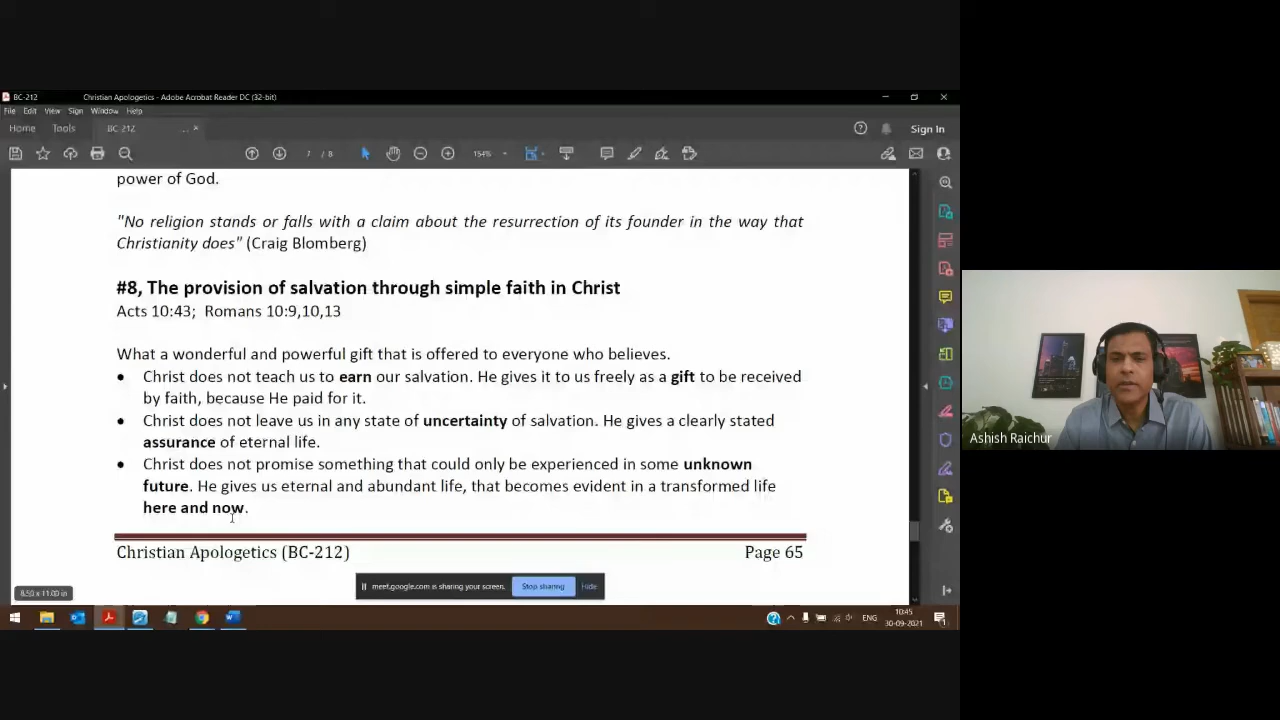 BC-212 Christian Apologetics - Adobe Acrobat Reader DC (32-bit)
File Edit View Sign Window Help
Home Tools BC-212 ... × Sign In
7 / 8 154%
power of God.
"No religion stands or falls with a claim about the resurrection of its founder in the way that
Christianity does" (Craig Blomberg)
#8, The provision of salvation through simple faith in Christ
Acts 10:43; Romans 10:9,10,13
What a wonderful and powerful gift that is offered to everyone who believes.
• Christ does not teach us to earn our salvation. He gives it to us freely as a gift to be received
by faith, because He paid for it.
• Christ does not leave us in any state of uncertainty of salvation. He gives a clearly stated
assurance of eternal life.
• Christ does not promise something that could only be experienced in some unknown
future. He gives us eternal and abundant life, that becomes evident in a transformed life
here and now.
Christian Apologetics (BC-212) Page 65
8.50 x 11.00 in
meet.google.com is sharing your screen. Stop sharing Hide
ENG 10:45
30-09-2021
Ashish Raichur